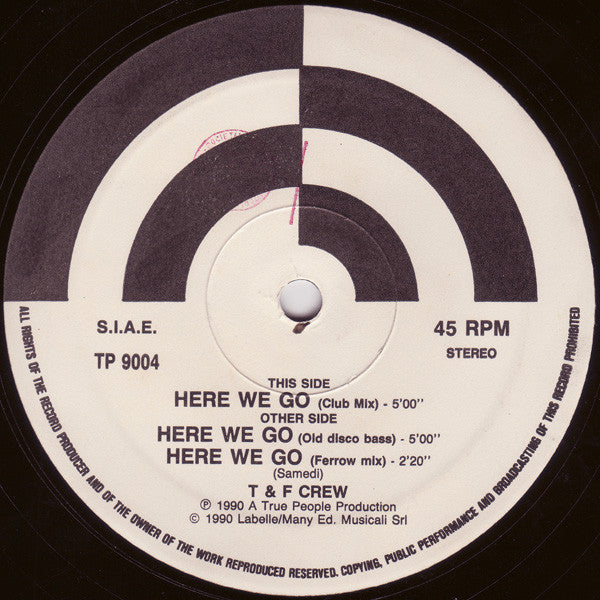 S.I.A.E.
45 RPM
TP 9004
STEREO
THIS SIDE
HERE WE GO (Club Mix) - 5'00"
OTHER SIDE
HERE WE GO (Old disco bass) - 5'00"
HERE WE GO (Ferrow mix) - 2'20"
(Samedi)
T & F CREW
℗ 1990 A True People Production
© 1990 Labelle/Many Ed. Musicali Srl
ALL RIGHTS OF THE RECORD PRODUCER AND OF THE OWNER OF THE WORK REPRODUCED RESERVED. COPYING, PUBLIC PERFORMANCE AND BROADCASTING OF THIS RECORD PROHIBITED